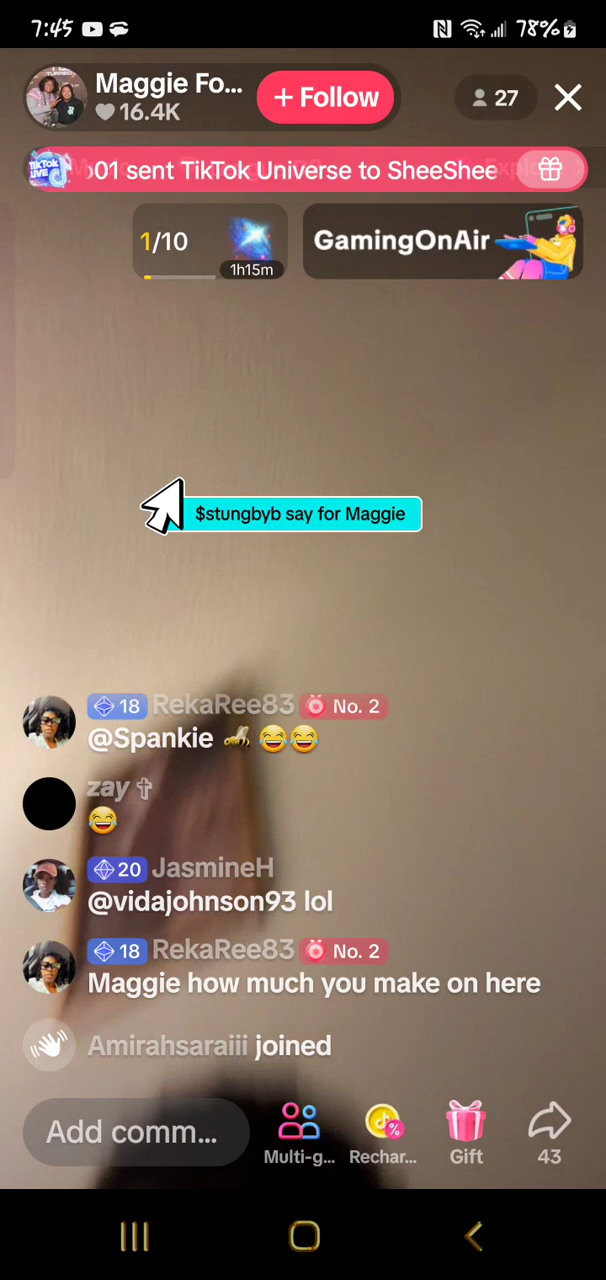 7:45
78%
Maggie Fo...
+ Follow
16.4K
27
TikTok LIVE
01 sent TikTok Universe to SheeShee
1/10
1h15m
GamingOnAir
$stungbyb say for Maggie
18 RekaRee83 No. 2
@Spankie 🐝 😂😂
zay ✞
😂
20 JasmineH
@vidajohnson93 lol
18 RekaRee83 No. 2
Maggie how much you make on here
Amirahsaraiii joined
Add comm...
Multi-g...
Rechar...
Gift
43